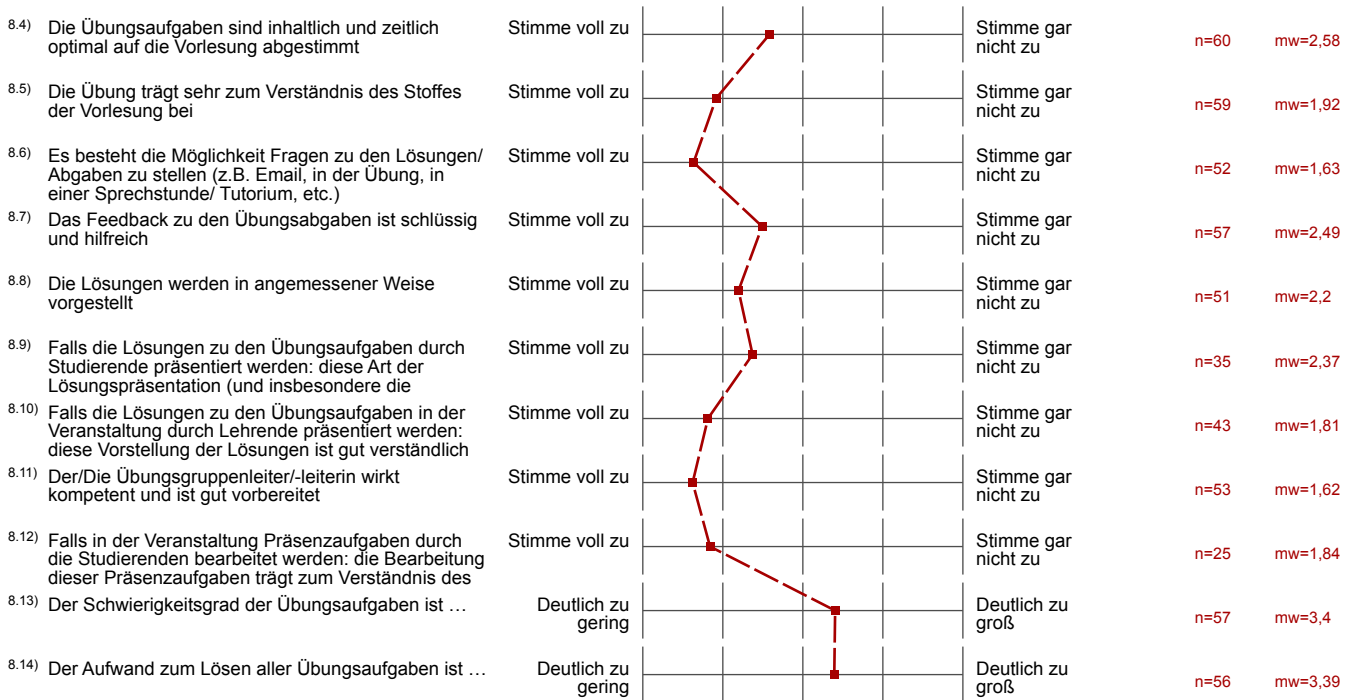 8.4) Die Übungsaufgaben sind inhaltlich und zeitlich
optimal auf die Vorlesung abgestimmt
Stimme voll zu
Stimme gar
nicht zu
n=60 mw=2,58
8.5) Die Übung trägt sehr zum Verständnis des Stoffes
der Vorlesung bei
Stimme voll zu
Stimme gar
nicht zu
n=59 mw=1,92
8.6) Es besteht die Möglichkeit Fragen zu den Lösungen/
Abgaben zu stellen (z.B. Email, in der Übung, in
einer Sprechstunde/ Tutorium, etc.)
Stimme voll zu
Stimme gar
nicht zu
n=52 mw=1,63
8.7) Das Feedback zu den Übungsabgaben ist schlüssig
und hilfreich
Stimme voll zu
Stimme gar
nicht zu
n=57 mw=2,49
8.8) Die Lösungen werden in angemessener Weise
vorgestellt
Stimme voll zu
Stimme gar
nicht zu
n=51 mw=2,2
8.9) Falls die Lösungen zu den Übungsaufgaben durch
Studierende präsentiert werden: diese Art der
Lösungspräsentation (und insbesondere die
Stimme voll zu
Stimme gar
nicht zu
n=35 mw=2,37
8.10) Falls die Lösungen zu den Übungsaufgaben in der
Veranstaltung durch Lehrende präsentiert werden:
diese Vorstellung der Lösungen ist gut verständlich
Stimme voll zu
Stimme gar
nicht zu
n=43 mw=1,81
8.11) Der/Die Übungsgruppenleiter/-leiterin wirkt
kompetent und ist gut vorbereitet
Stimme voll zu
Stimme gar
nicht zu
n=53 mw=1,62
8.12) Falls in der Veranstaltung Präsenzaufgaben durch
die Studierenden bearbeitet werden: die Bearbeitung
dieser Präsenzaufgaben trägt zum Verständnis des
Stimme voll zu
Stimme gar
nicht zu
n=25 mw=1,84
8.13) Der Schwierigkeitsgrad der Übungsaufgaben ist …
Deutlich zu
gering
Deutlich zu
groß
n=57 mw=3,4
8.14) Der Aufwand zum Lösen aller Übungsaufgaben ist …
Deutlich zu
gering
Deutlich zu
groß
n=56 mw=3,39